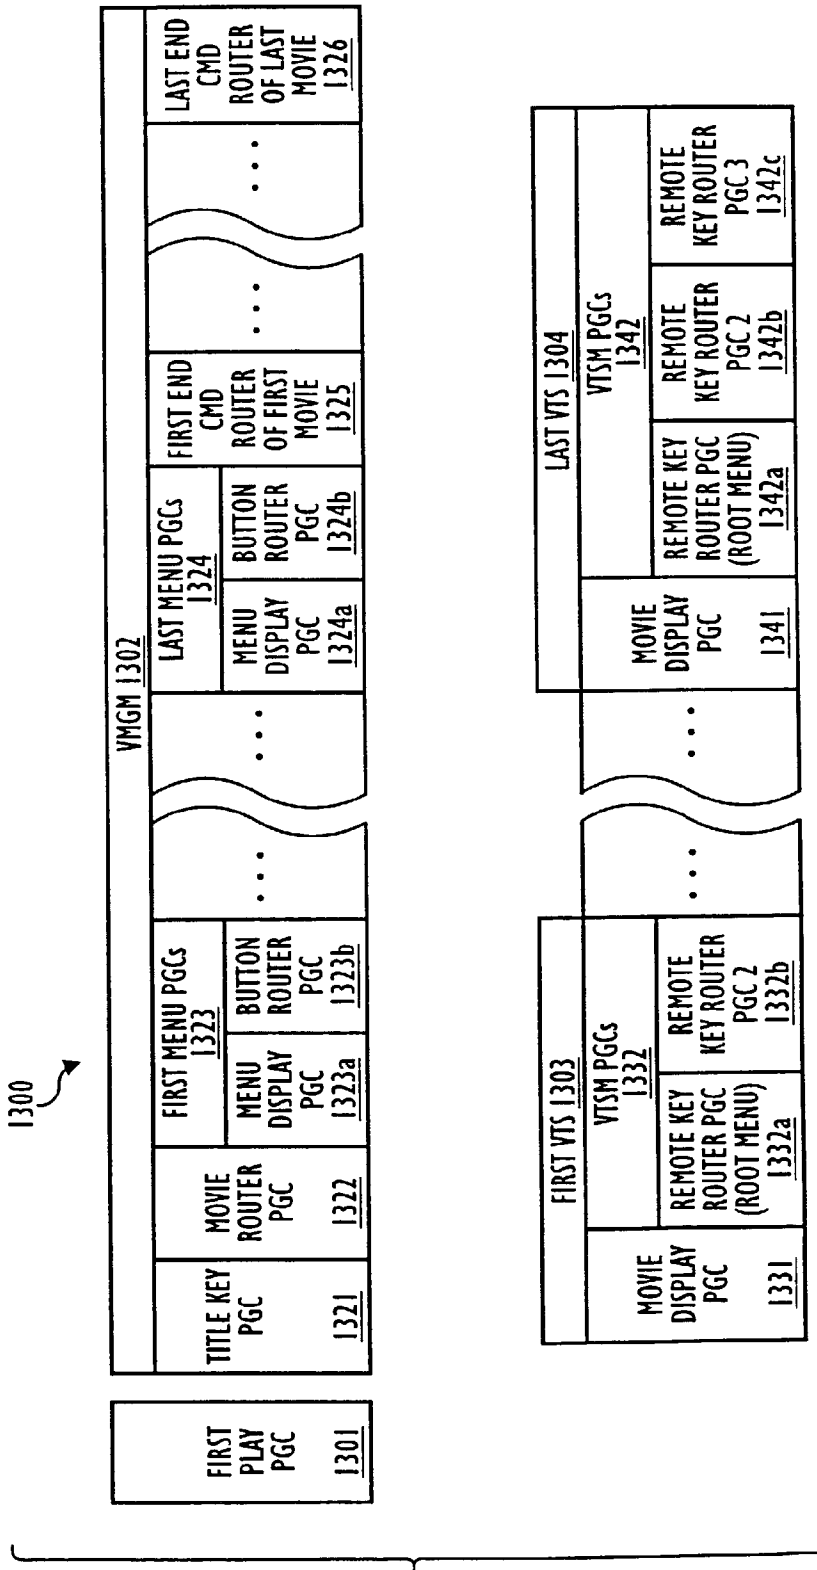 1300
FIRST
PLAY
PGC
1301
VMGM 1302
TITLE KEY
PGC
1321
MOVIE
ROUTER
PGC
1322
FIRST MENU PGCs
1323
MENU
DISPLAY
PGC
1323a
BUTTON
ROUTER
PGC
1323b
...
...
LAST MENU PGCs
1324
MENU
DISPLAY
PGC
1324a
BUTTON
ROUTER
PGC
1324b
FIRST END
CMD
ROUTER
OF FIRST
MOVIE
1325
...
...
LAST END
CMD
ROUTER
OF LAST
MOVIE
1326
FIRST VTS 1303
MOVIE
DISPLAY
PGC
1331
VTSM PGCs
1332
REMOTE KEY
ROUTER PGC
(ROOT MENU)
1332a
REMOTE
KEY ROUTER
PGC 2
1332b
...
...
LAST VTS 1304
MOVIE
DISPLAY
PGC
1341
VTSM PGCs
1342
REMOTE KEY
ROUTER PGC
(ROOT MENU)
1342a
REMOTE
KEY ROUTER
PGC 2
1342b
REMOTE
KEY ROUTER
PGC 3
1342c